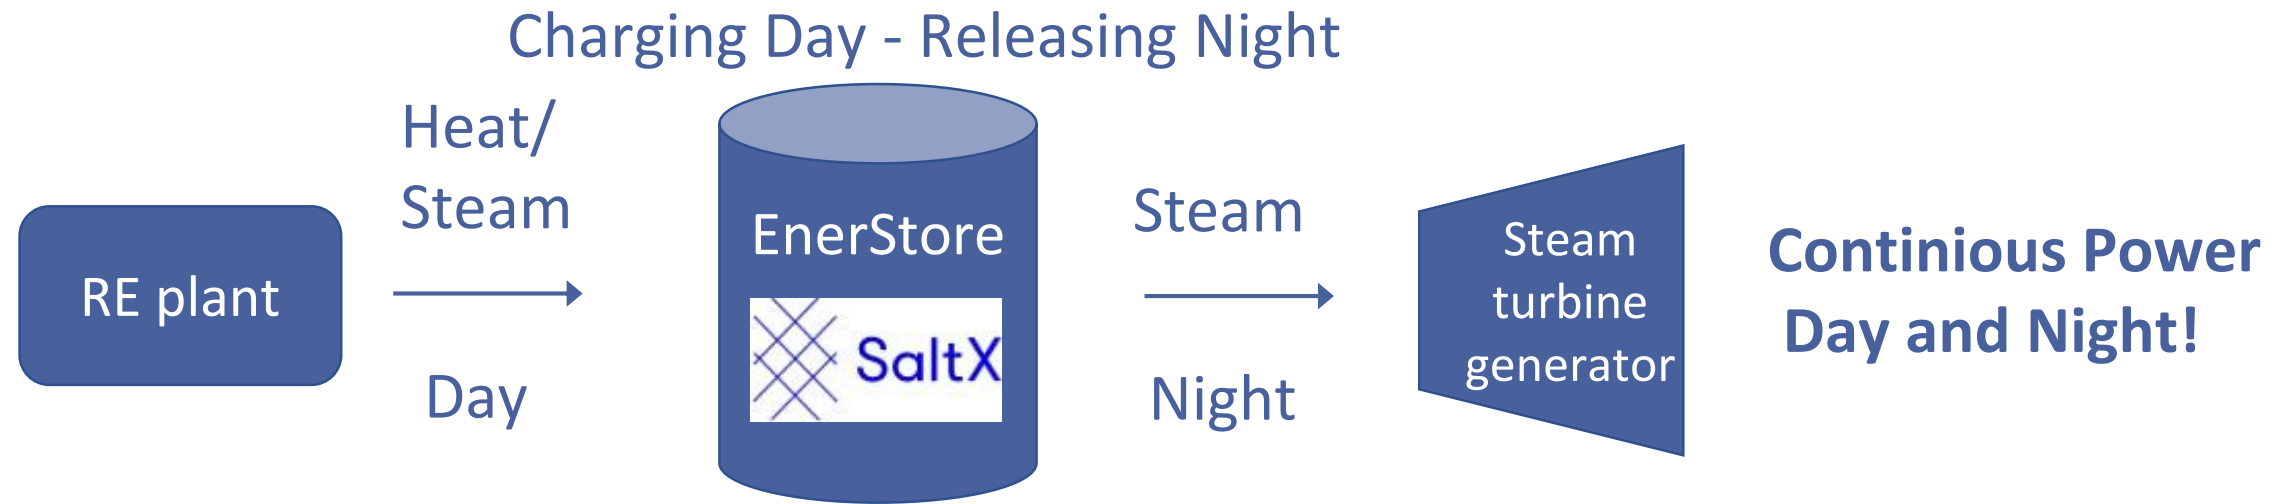 Charging Day - Releasing Night
Heat/
Steam
RE plant
Day
EnerStore
SaltX
Steam
Night
Steam
turbine
generator
Continious Power
Day and Night!